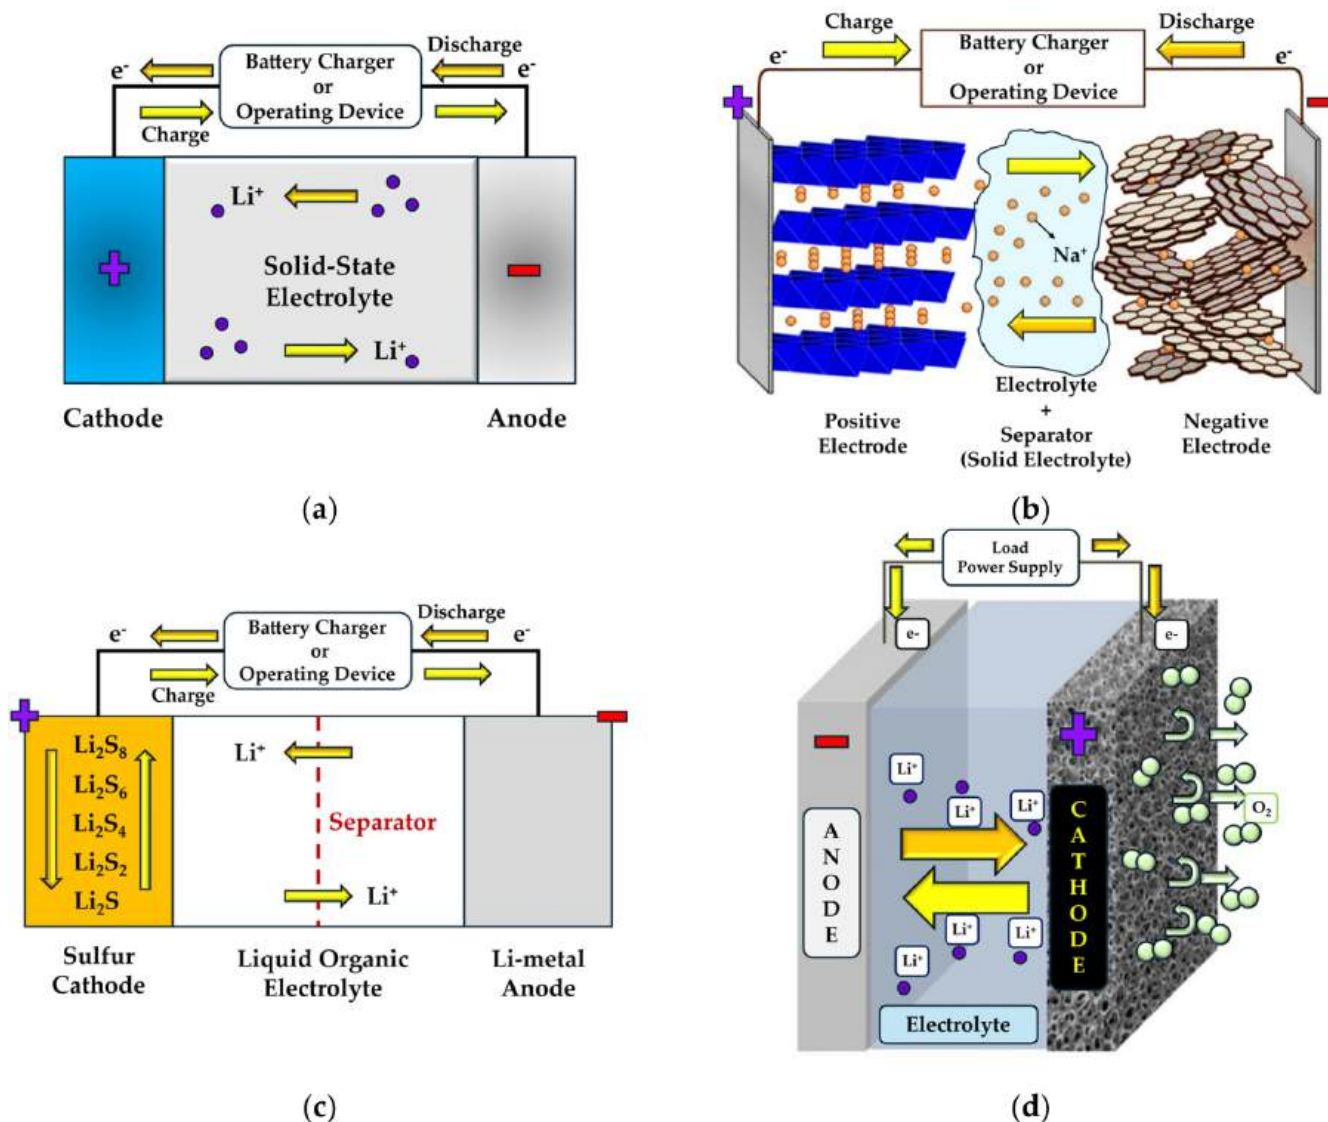 Discharge
e⁻
Battery Charger
or
Operating Device
e⁻
Charge
Li⁺
Solid-State
Electrolyte
Li⁺
Cathode
Anode
(a)
Charge
Discharge
e⁻
Battery Charger
or
Operating Device
e⁻
Na⁺
Positive
Electrode
Electrolyte
+
Separator
(Solid Electrolyte)
Negative
Electrode
(b)
Discharge
e⁻
Battery Charger
or
Operating Device
e⁻
Charge
Li₂S₈
Li₂S₆
Li₂S₄
Li₂S₂
Li₂S
Li⁺
Separator
Li⁺
Sulfur
Cathode
Liquid Organic
Electrolyte
Li-metal
Anode
(c)
Load
Power Supply
e-
e-
Li⁺
Li⁺
Li⁺
ANODE
CATHODE
O₂
Li⁺
Li⁺
Li⁺
Electrolyte
(d)